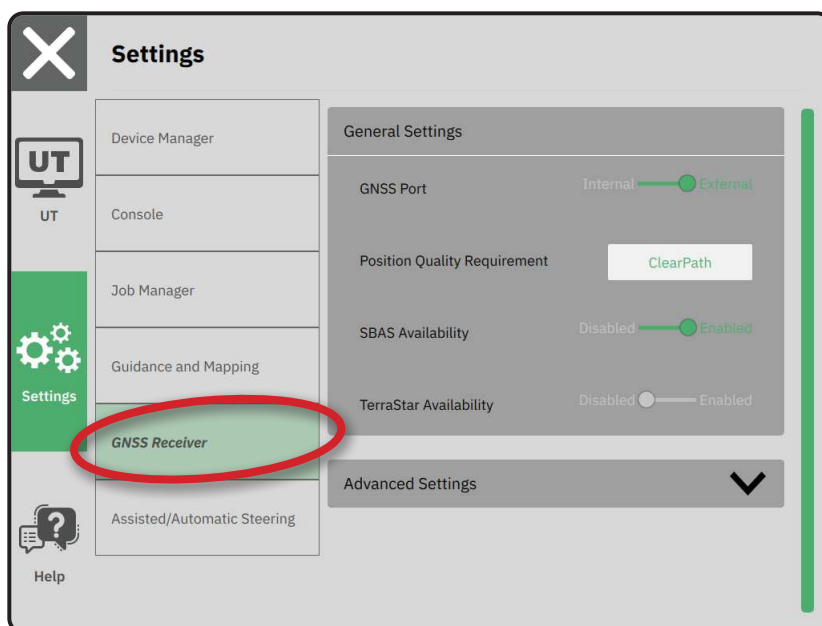 Settings
UT
UT
Settings
Help
Device Manager
Console
Job Manager
Guidance and Mapping
GNSS Receiver
Assisted/Automatic Steering
General Settings
GNSS Port Internal External
Position Quality Requirement ClearPath
SBAS Availability Disabled Enabled
TerraStar Availability Disabled Enabled
Advanced Settings